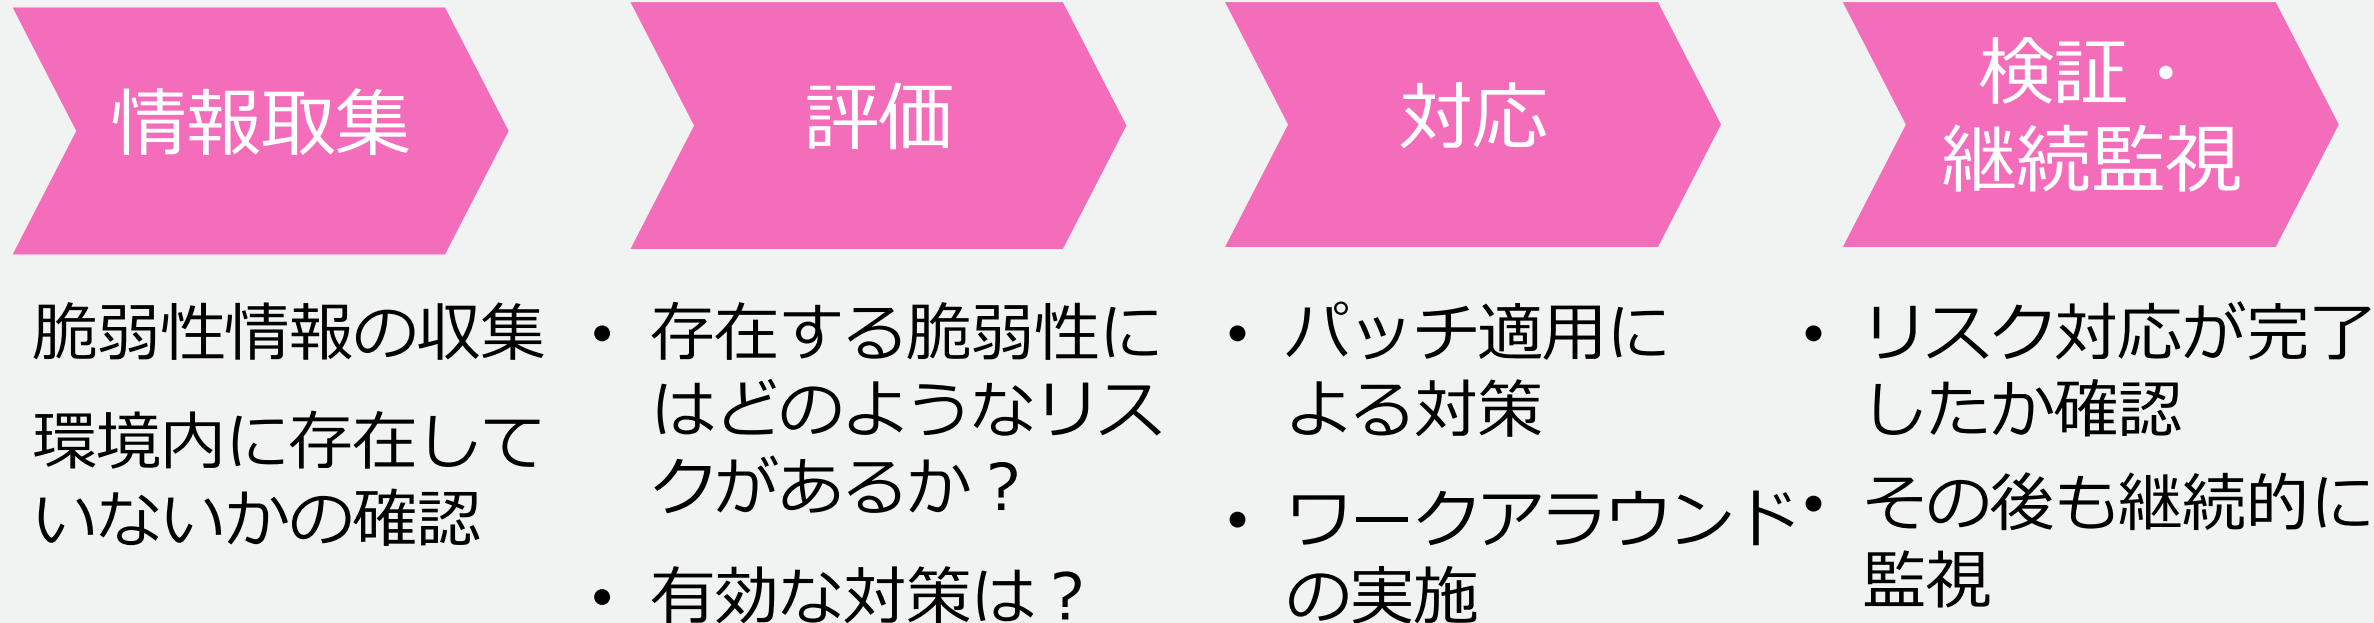 情報取集
脆弱性情報の収集
環境内に存在して
いないかの確認
評価
• 存在する脆弱性に
はどのようなリス
クがあるか？
• 有効な対策は？
対応
• パッチ適用に
よる対策
• ワークアラウンド
の実施
検証・
継続監視
• リスク対応が完了
したか確認
• その後も継続的に
監視